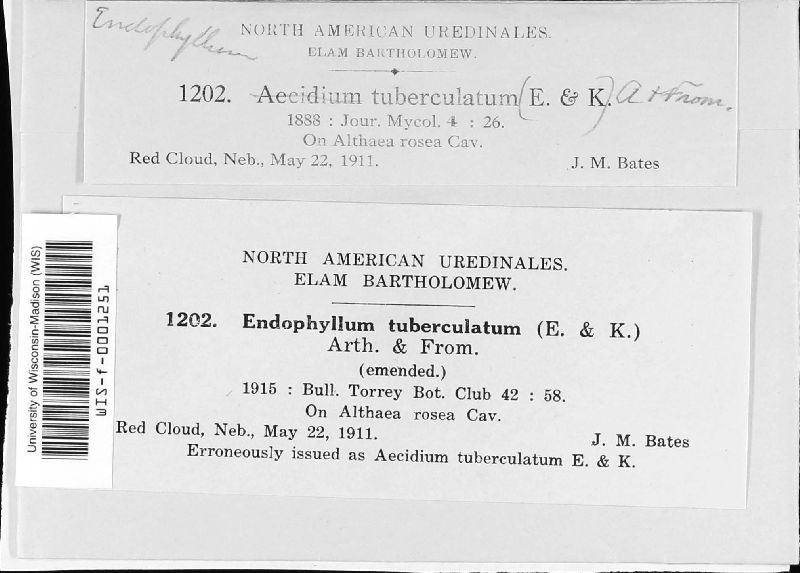 Endophyllum
NORTH AMERICAN UREDINALES.
ELAM BARTHOLOMEW.
1202. Aecidium tuberculatum (E. & K.) A & From.
1888 : Jour. Mycol. 4 : 26.
On Althaea rosea Cav.
Red Cloud, Neb., May 22, 1911. J. M. Bates
NORTH AMERICAN UREDINALES.
ELAM BARTHOLOMEW.
1202. Endophyllum tuberculatum (E. & K.)
Arth. & From.
(emended.)
1915 : Bull. Torrey Bot. Club 42 : 58.
On Althaea rosea Cav.
Red Cloud, Neb., May 22, 1911. J. M. Bates
Erroneously issued as Aecidium tuberculatum E. & K.
University of Wisconsin-Madison (WIS)
WIS-f-0001251